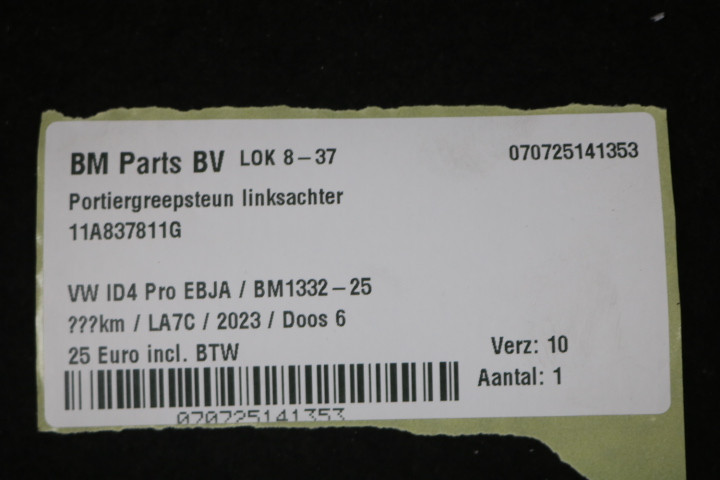 BM Parts BV LOK 8-37 070725141353
Portiergreepsteun linksachter
11A837811G
VW ID4 Pro EBJA / BM1332-25
???km / LA7C / 2023 / Doos 6
25 Euro incl. BTW Verz: 10
Aantal: 1
070725141353